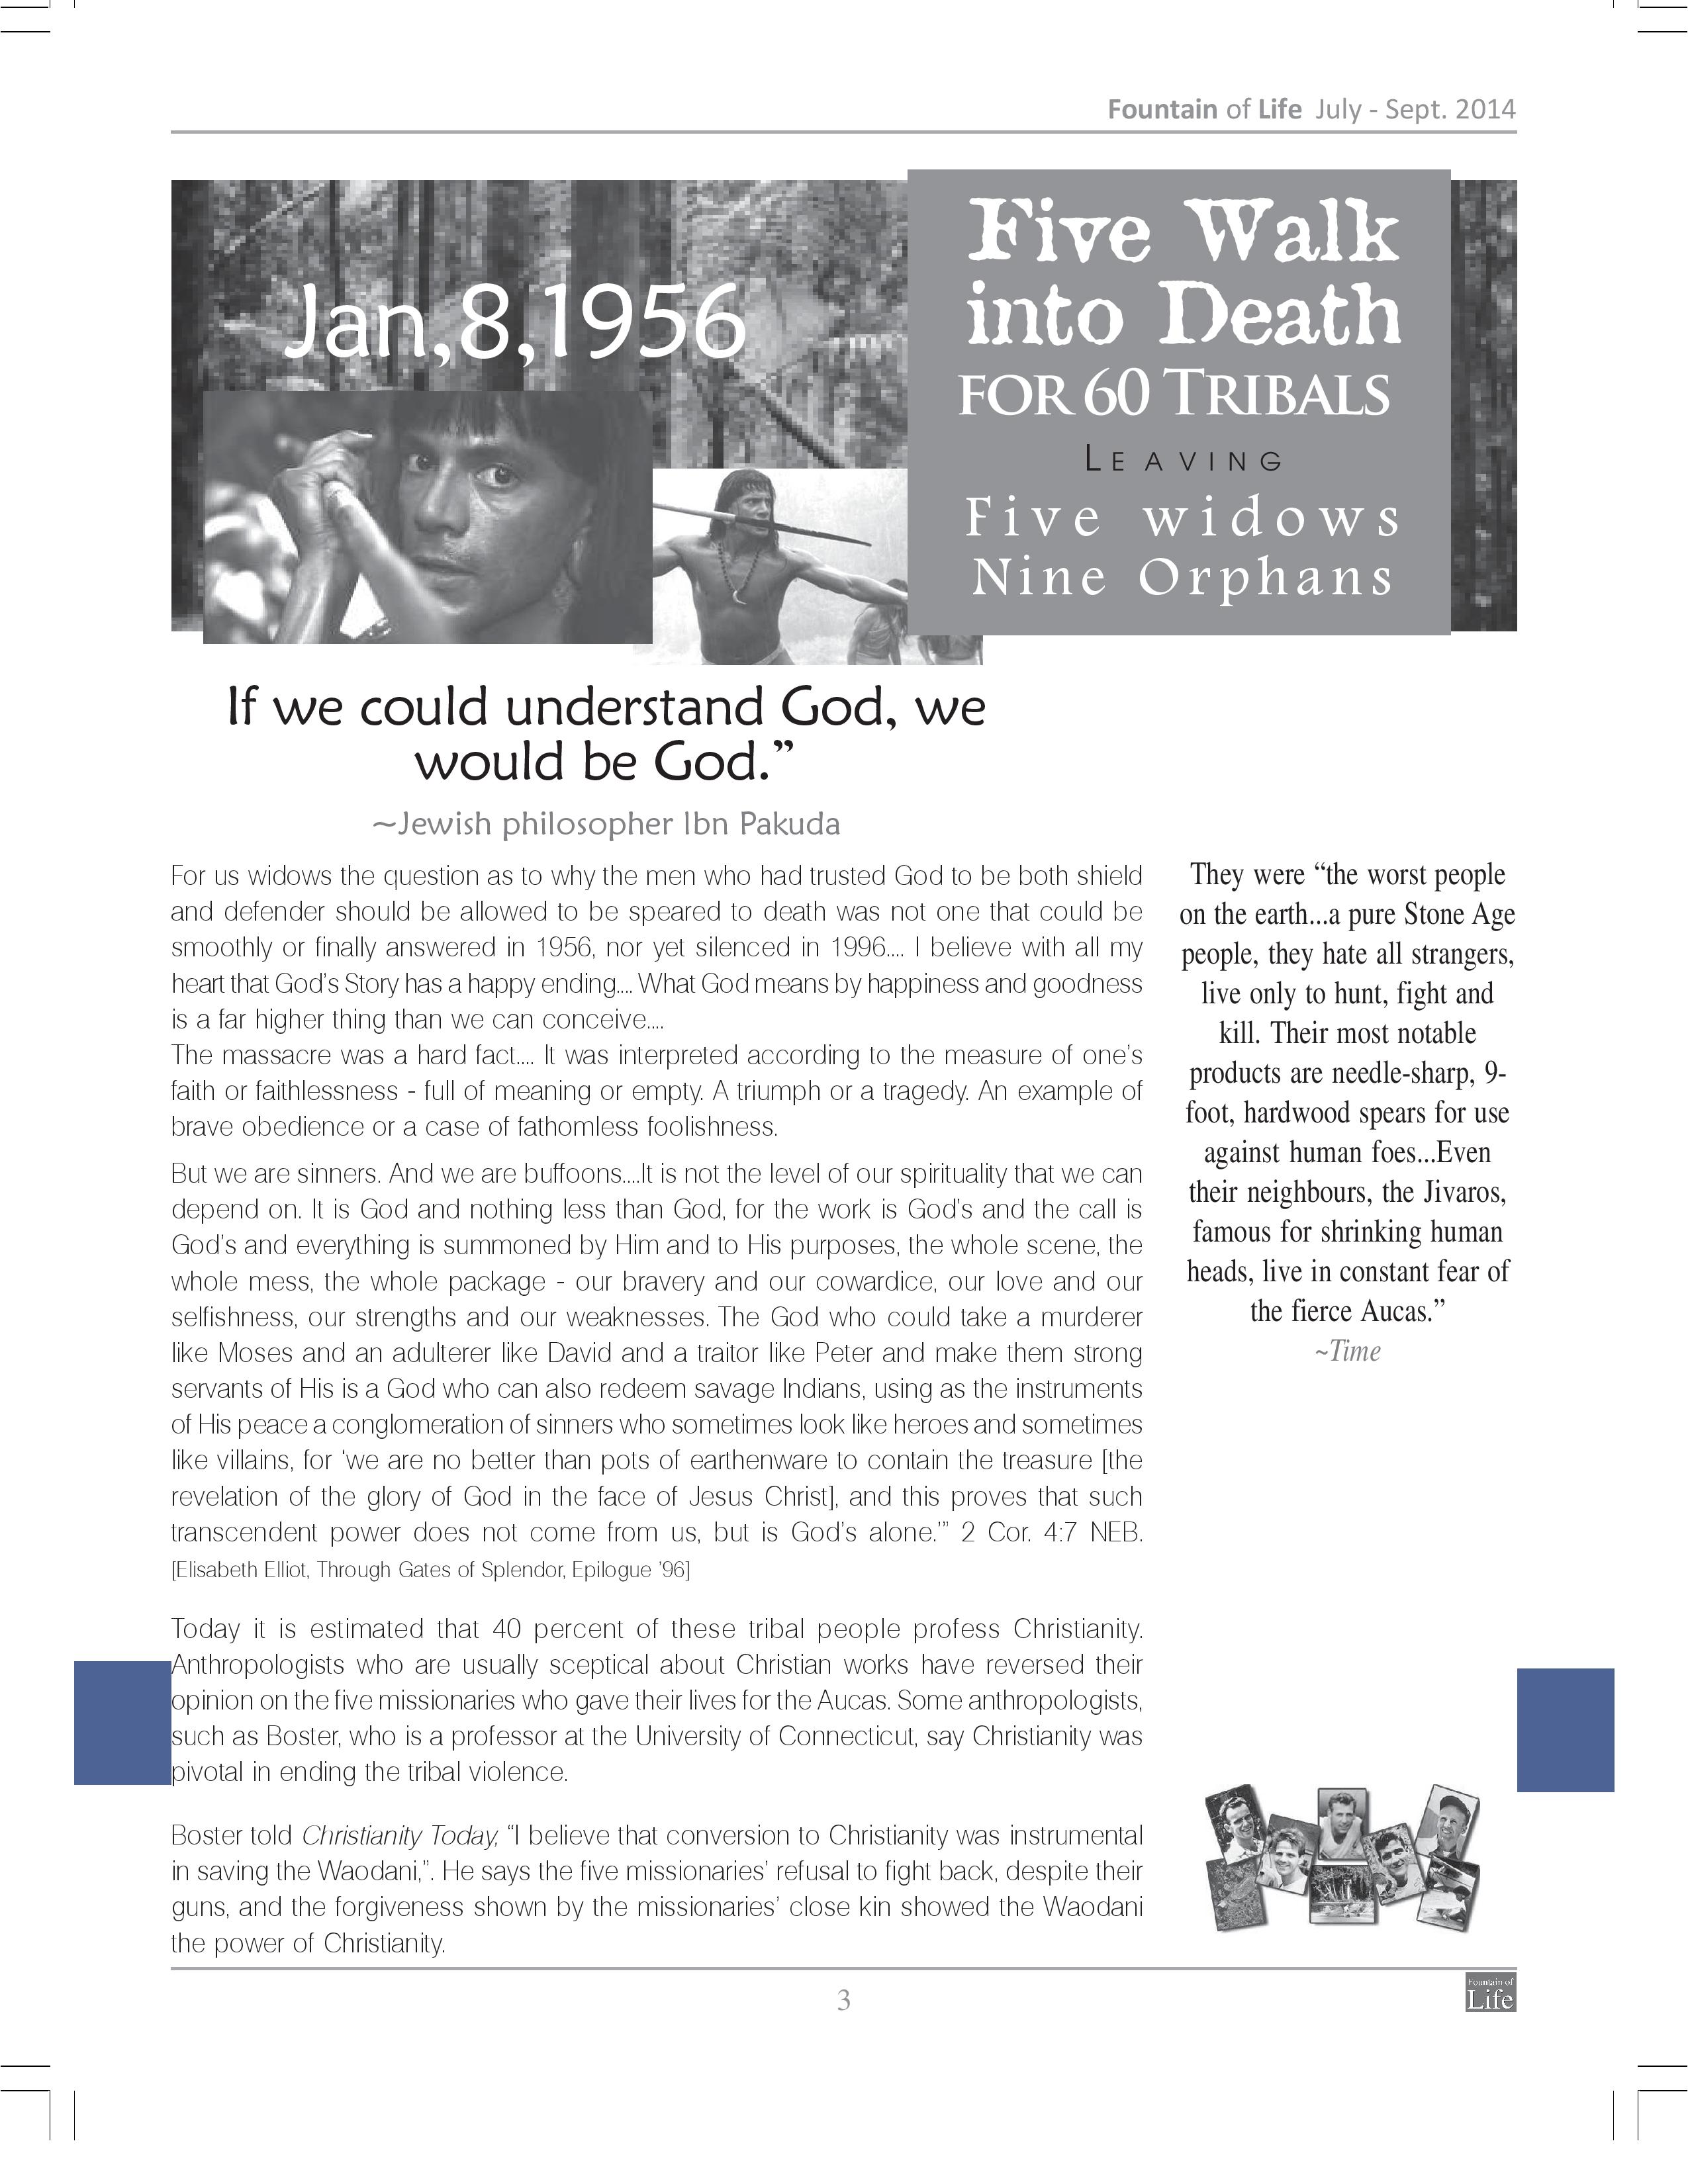 Fountain of Life July - Sept. 2014
Jan,8,1956
Five Walk
into Death
FOR 60 TRIBALS
LEAVING
Five widows
Nine Orphans
If we could understand God, we
would be God.”
~Jewish philosopher Ibn Pakuda
For us widows the question as to why the men who had trusted God to be both shield
and defender should be allowed to be speared to death was not one that could be
smoothly or finally answered in 1956, nor yet silenced in 1996.... I believe with all my
heart that God’s Story has a happy ending.... What God means by happiness and goodness
is a far higher thing than we can conceive....
The massacre was a hard fact.... It was interpreted according to the measure of one’s
faith or faithlessness - full of meaning or empty. A triumph or a tragedy. An example of
brave obedience or a case of fathomless foolishness.
But we are sinners. And we are buffoons....It is not the level of our spirituality that we can
depend on. It is God and nothing less than God, for the work is God’s and the call is
God’s and everything is summoned by Him and to His purposes, the whole scene, the
whole mess, the whole package - our bravery and our cowardice, our love and our
selfishness, our strengths and our weaknesses. The God who could take a murderer
like Moses and an adulterer like David and a traitor like Peter and make them strong
servants of His is a God who can also redeem savage Indians, using as the instruments
of His peace a conglomeration of sinners who sometimes look like heroes and sometimes
like villains, for ‘we are no better than pots of earthenware to contain the treasure [the
revelation of the glory of God in the face of Jesus Christ], and this proves that such
transcendent power does not come from us, but is God’s alone.’” 2 Cor. 4:7 NEB.
[Elisabeth Elliot, Through Gates of Splendor, Epilogue ’96]
Today it is estimated that 40 percent of these tribal people profess Christianity.
Anthropologists who are usually sceptical about Christian works have reversed their
opinion on the five missionaries who gave their lives for the Aucas. Some anthropologists,
such as Boster, who is a professor at the University of Connecticut, say Christianity was
pivotal in ending the tribal violence.
Boster told Christianity Today, “I believe that conversion to Christianity was instrumental
in saving the Waodani,”. He says the five missionaries’ refusal to fight back, despite their
guns, and the forgiveness shown by the missionaries’ close kin showed the Waodani
the power of Christianity.
They were “the worst people
on the earth...a pure Stone Age
people, they hate all strangers,
live only to hunt, fight and
kill. Their most notable
products are needle-sharp, 9-
foot, hardwood spears for use
against human foes...Even
their neighbours, the Jivaros,
famous for shrinking human
heads, live in constant fear of
the fierce Aucas.”
~Time
3
Fountain of
Life